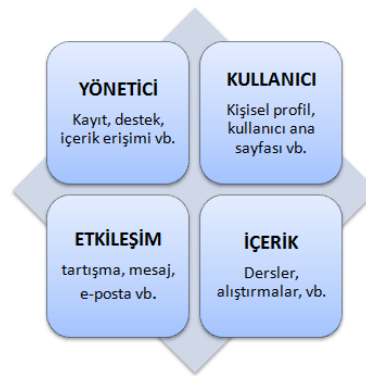 YÖNETİCİ
Kayıt, destek,
içerik erişimi vb.
KULLANICI
Kişisel profil,
kullanıcı ana
sayfası vb.
ETKİLEŞİM
tartışma, mesaj,
e-posta vb.
İÇERİK
Dersler,
alıştırmalar, vb.